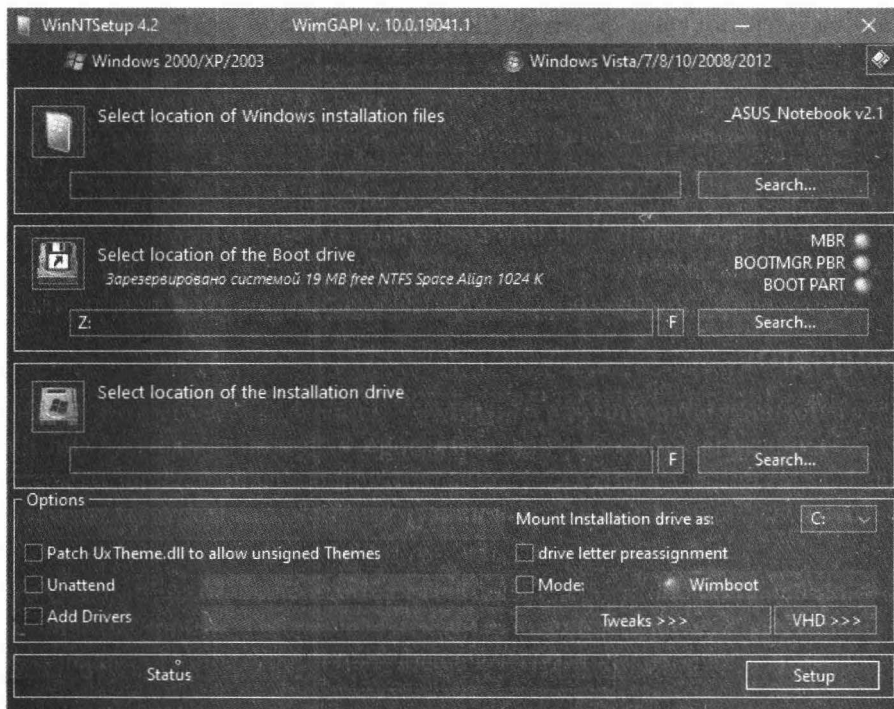 WinNTSetup 4.2 WimGAPI v. 10.0.19041.1
Windows 2000/XP/2003 Windows Vista/7/8/10/2008/2012
Select location of Windows installation files _ASUS_Notebook v2.1
Search...
Select location of the Boot drive MBR
Зарезервировано системой 19 MB free NTFS Space Align 1024 K BOOTMGR PBR
BOOT PART
Z: F Search...
Select location of the Installation drive
F Search...
Options
Mount Installation drive as: C:
Patch UxTheme.dll to allow unsigned Themes drive letter preassignment
Unattend Mode: Wimboot
Add Drivers Tweaks >>> VHD >>>
Status Setup